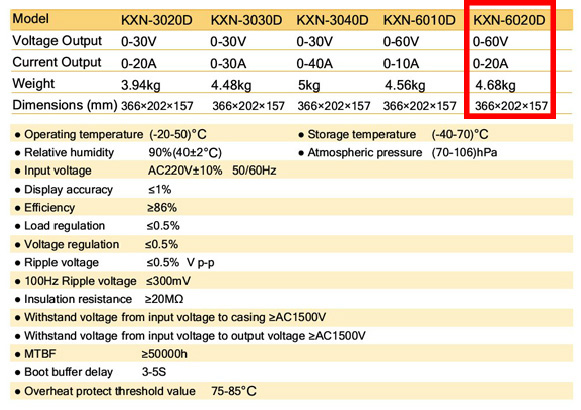 Model KXN-3020D KXN-3030D KXN-3040D KXN-6010D KXN-6020D
Voltage Output 0-30V 0-30V 0-30V 0-60V 0-60V
Current Output 0-20A 0-30A 0-40A 0-10A 0-20A
Weight 3.94kg 4.48kg 5kg 4.56kg 4.68kg
Dimensions (mm) 366×202×157 366×202×157 366×202×157 366×202×157 366×202×157
● Operating temperature (-20-50)°C ● Storage temperature (-40-70)°C
● Relative humidity 90%(40±2°C) ● Atmospheric pressure (70-106)hPa
● Input voltage AC220V±10% 50/60Hz
● Display accuracy ≤1%
● Efficiency ≥86%
● Load regulation ≤0.5%
● Voltage regulation ≤0.5%
● Ripple voltage ≤0.5% V p-p
● 100Hz Ripple voltage ≤300mV
● Insulation resistance ≥20MΩ
● Withstand voltage from input voltage to casing ≥AC1500V
● Withstand voltage from input voltage to output voltage ≥AC1500V
● MTBF ≥50000h
● Boot buffer delay 3-5S
● Overheat protect threshold value 75-85°C